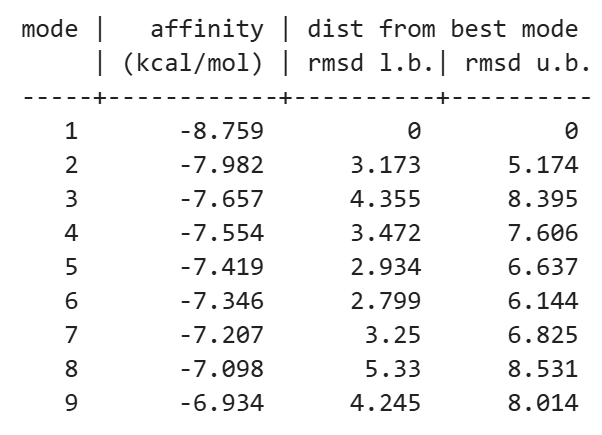 mode |   affinity | dist from best mode
     | (kcal/mol) | rmsd l.b.| rmsd u.b.
-----+------------+----------+----------
   1       -8.759          0          0
   2       -7.982      3.173      5.174
   3       -7.657      4.355      8.395
   4       -7.554      3.472      7.606
   5       -7.419      2.934      6.637
   6       -7.346      2.799      6.144
   7       -7.207       3.25      6.825
   8       -7.098       5.33      8.531
   9       -6.934      4.245      8.014